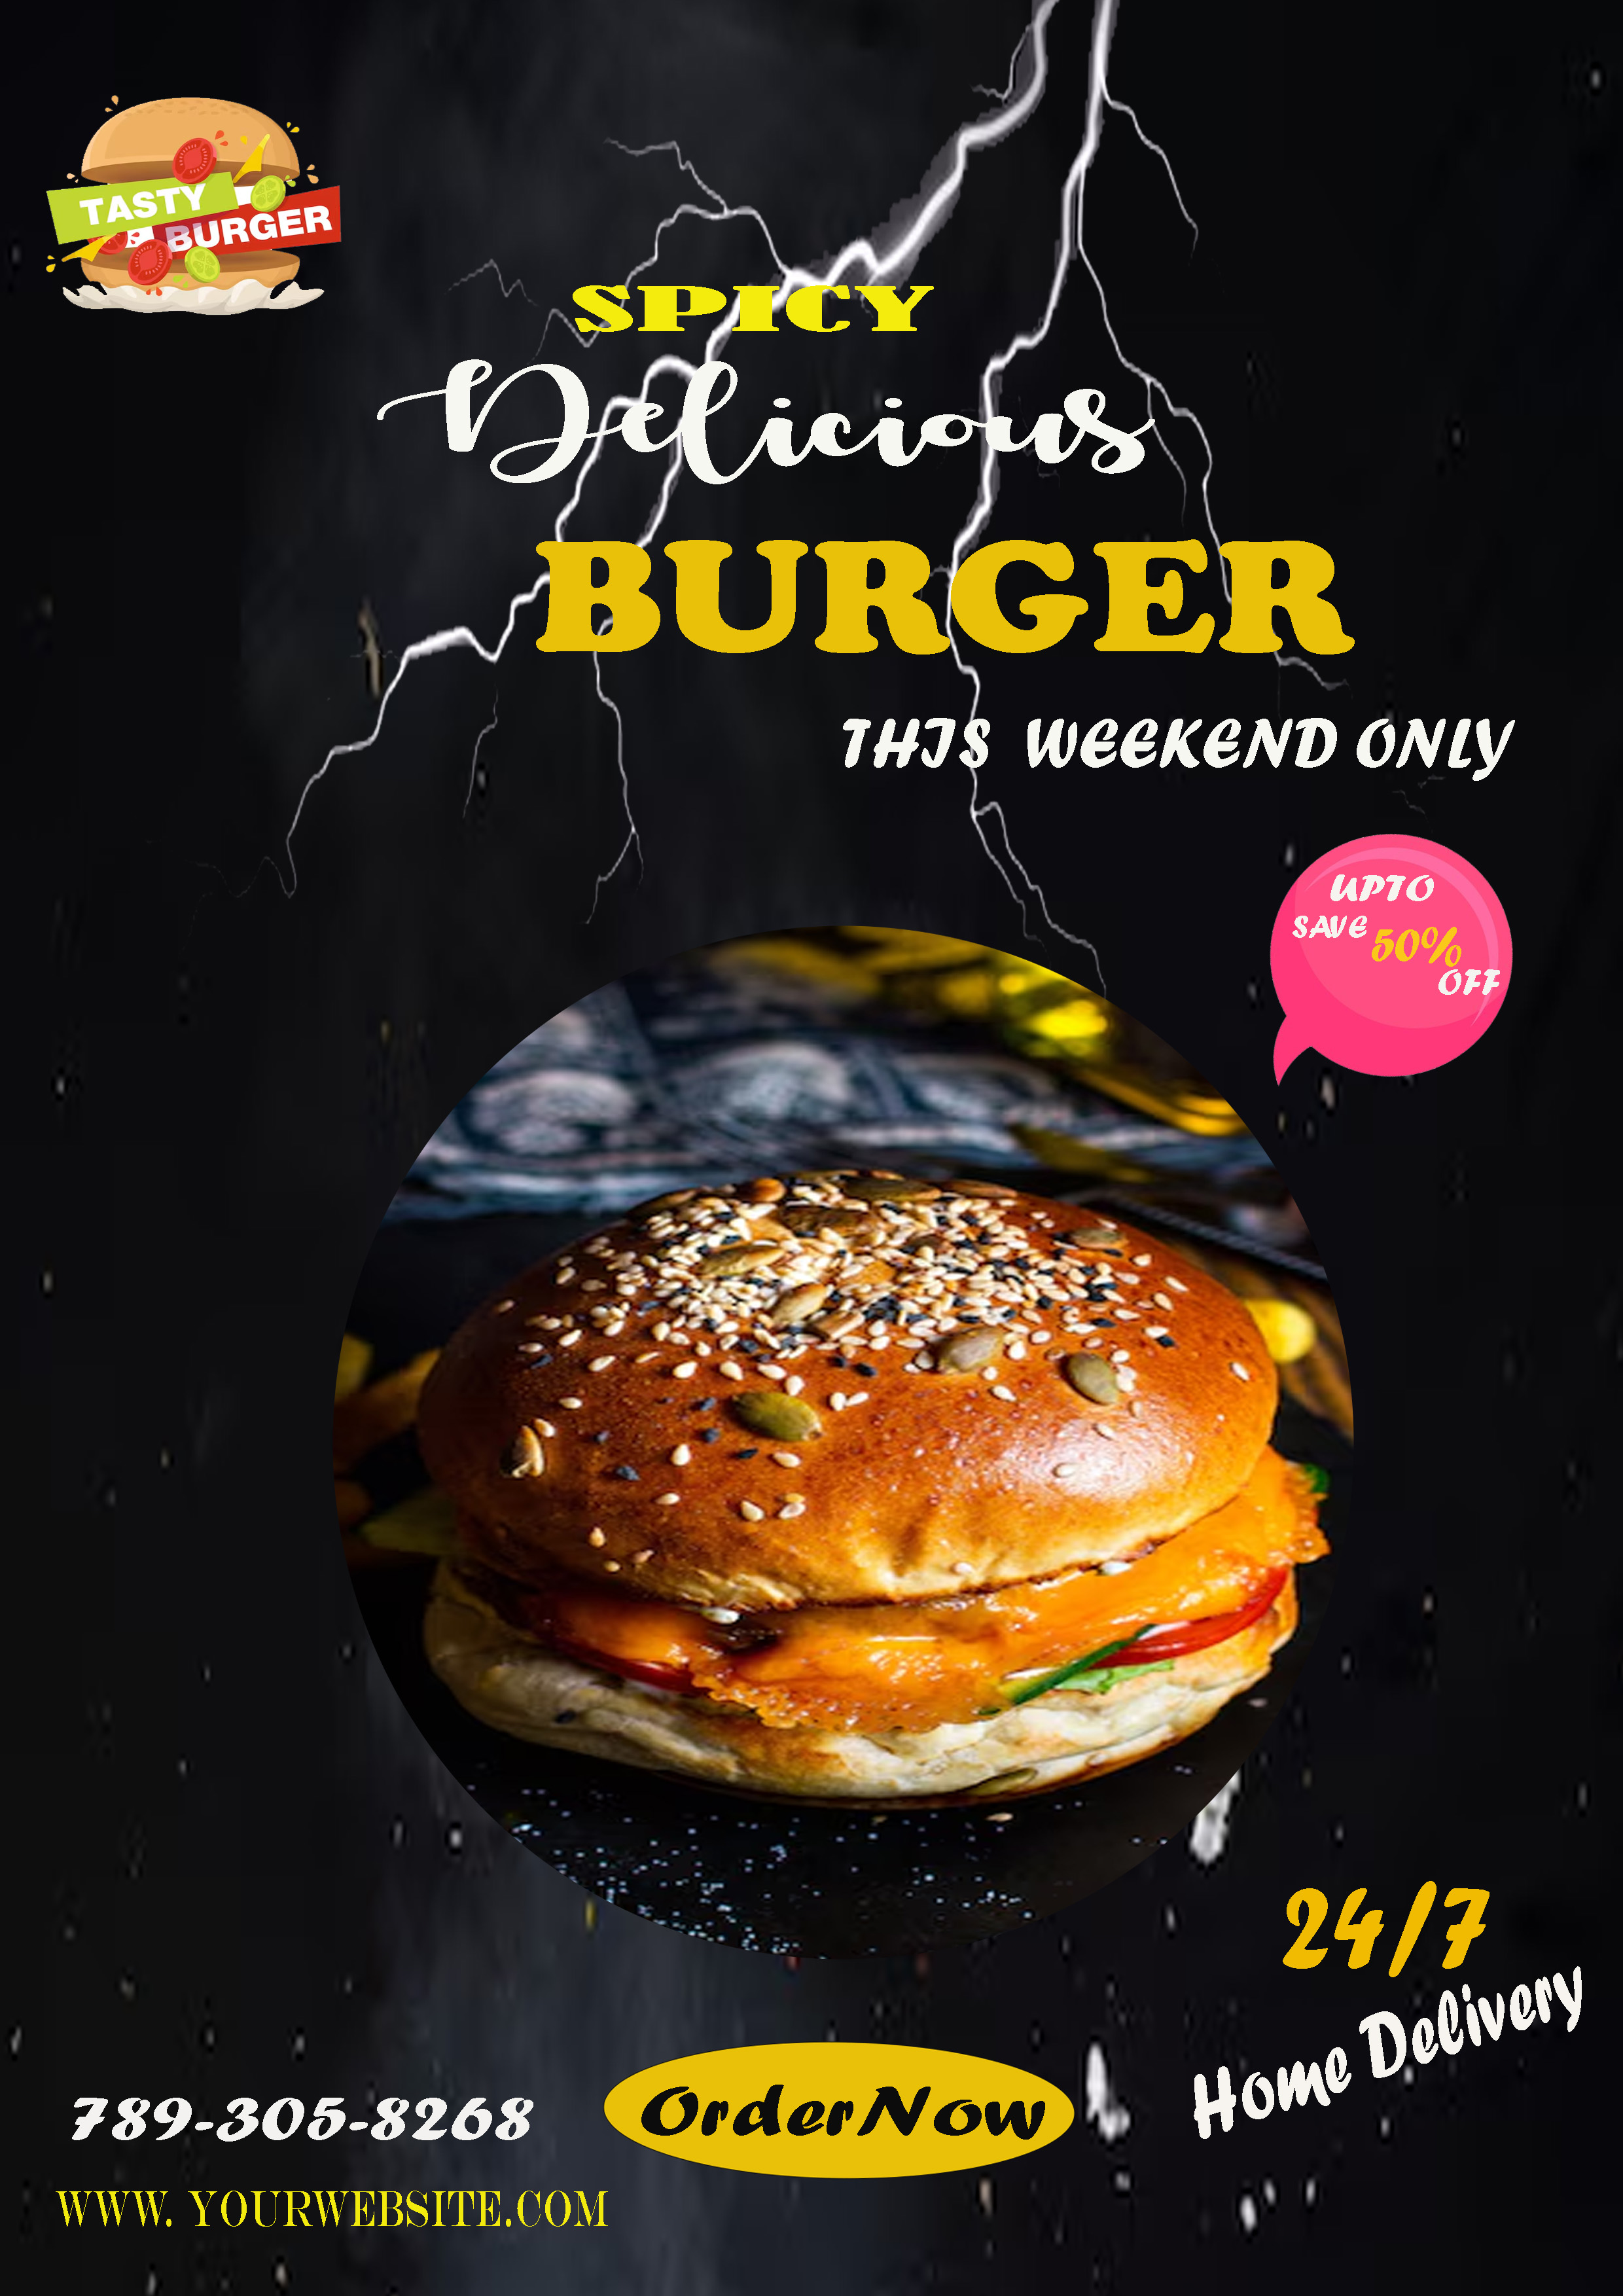 TASTY
BURGER
SPICY
Delicious
BURGER
THIS WEEKEND ONLY
UPTO
SAVE 50%
OFF
24/7
Home Delivery
OrderNow
789-305-8268
WWW. YOURWEBSITE.COM